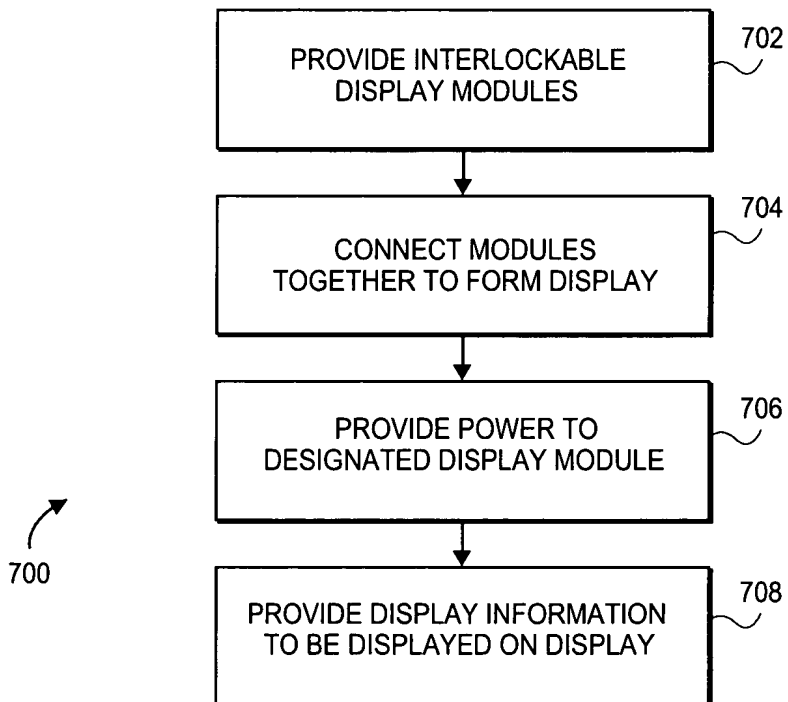 PROVIDE INTERLOCKABLE
DISPLAY MODULES
702
CONNECT MODULES
TOGETHER TO FORM DISPLAY
704
PROVIDE POWER TO
DESIGNATED DISPLAY MODULE
706
700
PROVIDE DISPLAY INFORMATION
TO BE DISPLAYED ON DISPLAY
708